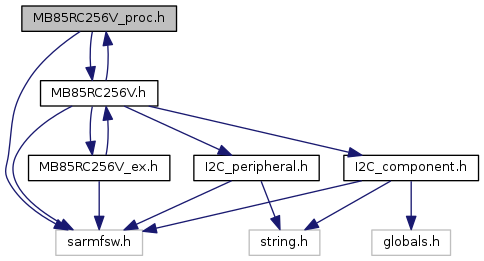 MB85RC256V_proc.h
MB85RC256V.h
MB85RC256V_ex.h
I2C_peripheral.h
I2C_component.h
sarmfsw.h
string.h
globals.h